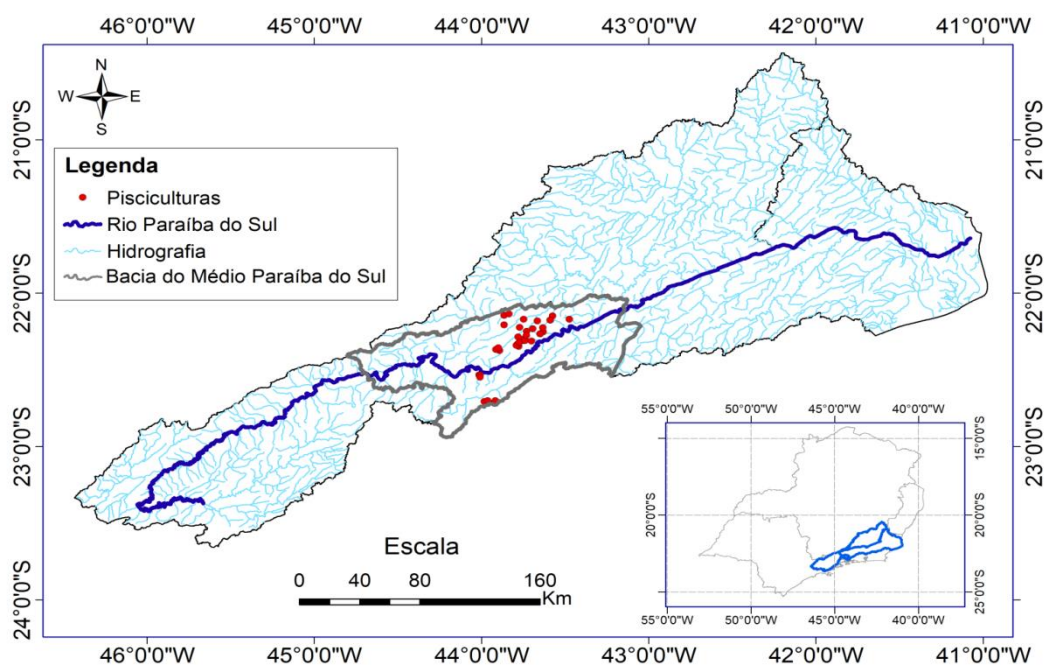 46°0'0"W 45°0'0"W 44°0'0"W 43°0'0"W 42°0'0"W 41°0'0"W
N
W E
S
21°0'0"S 21°0'0"S
Legenda
Pisciculturas
Rio Paraíba do Sul
Hidrografia
Bacia do Médio Paraíba do Sul
22°0'0"S 22°0'0"S
23°0'0"S 23°0'0"S
24°0'0"S
Escala
0 40 80 160
Km
55°0'0"W 50°0'0"W 45°0'0"W 40°0'0"W
15°0'0"S
20°0'0"S 20°0'0"S
25°0'0"S 25°0'0"S
55°0'0"W 50°0'0"W 45°0'0"W 40°0'0"W
46°0'0"W 45°0'0"W 44°0'0"W 43°0'0"W 42°0'0"W 41°0'0"W